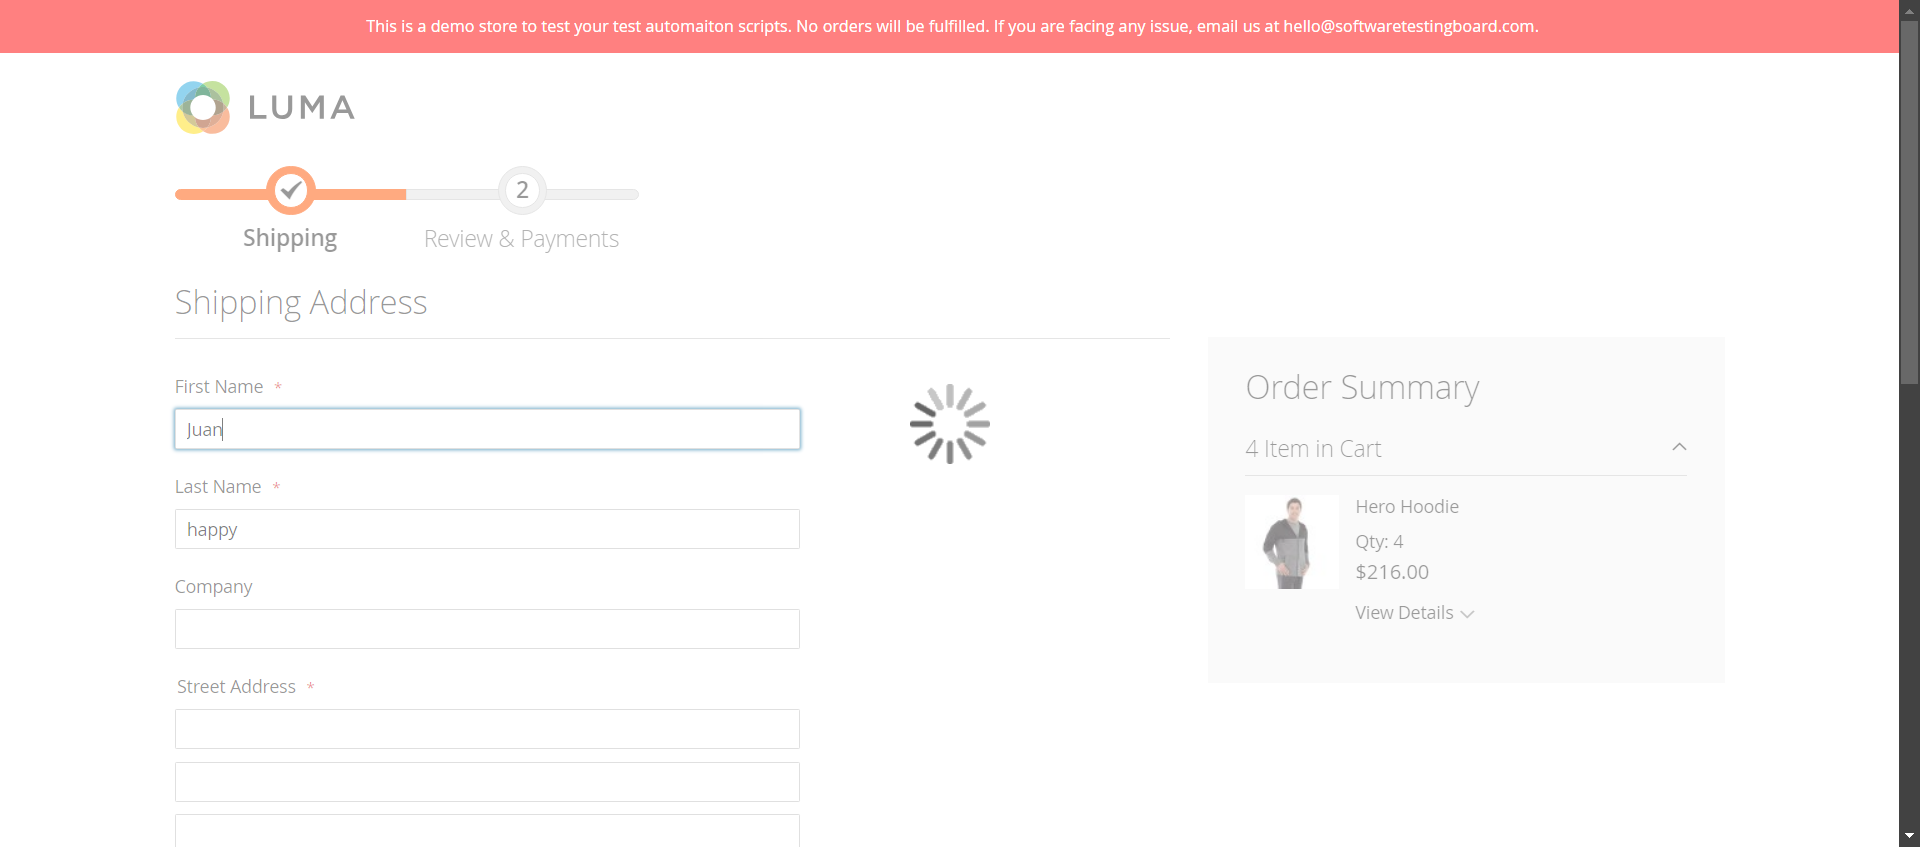 This is a demo store to test your test automaiton scripts. No orders will be fulfilled. If you are facing any issue, email us at hello@softwaretestingboard.com.
LUMA
2
Shipping
Review & Payments
Shipping Address
First Name *
Juan
Last Name *
happy
Company
Street Address *
Order Summary
4 Item in Cart
Hero Hoodie
Qty: 4
$216.00
View Details